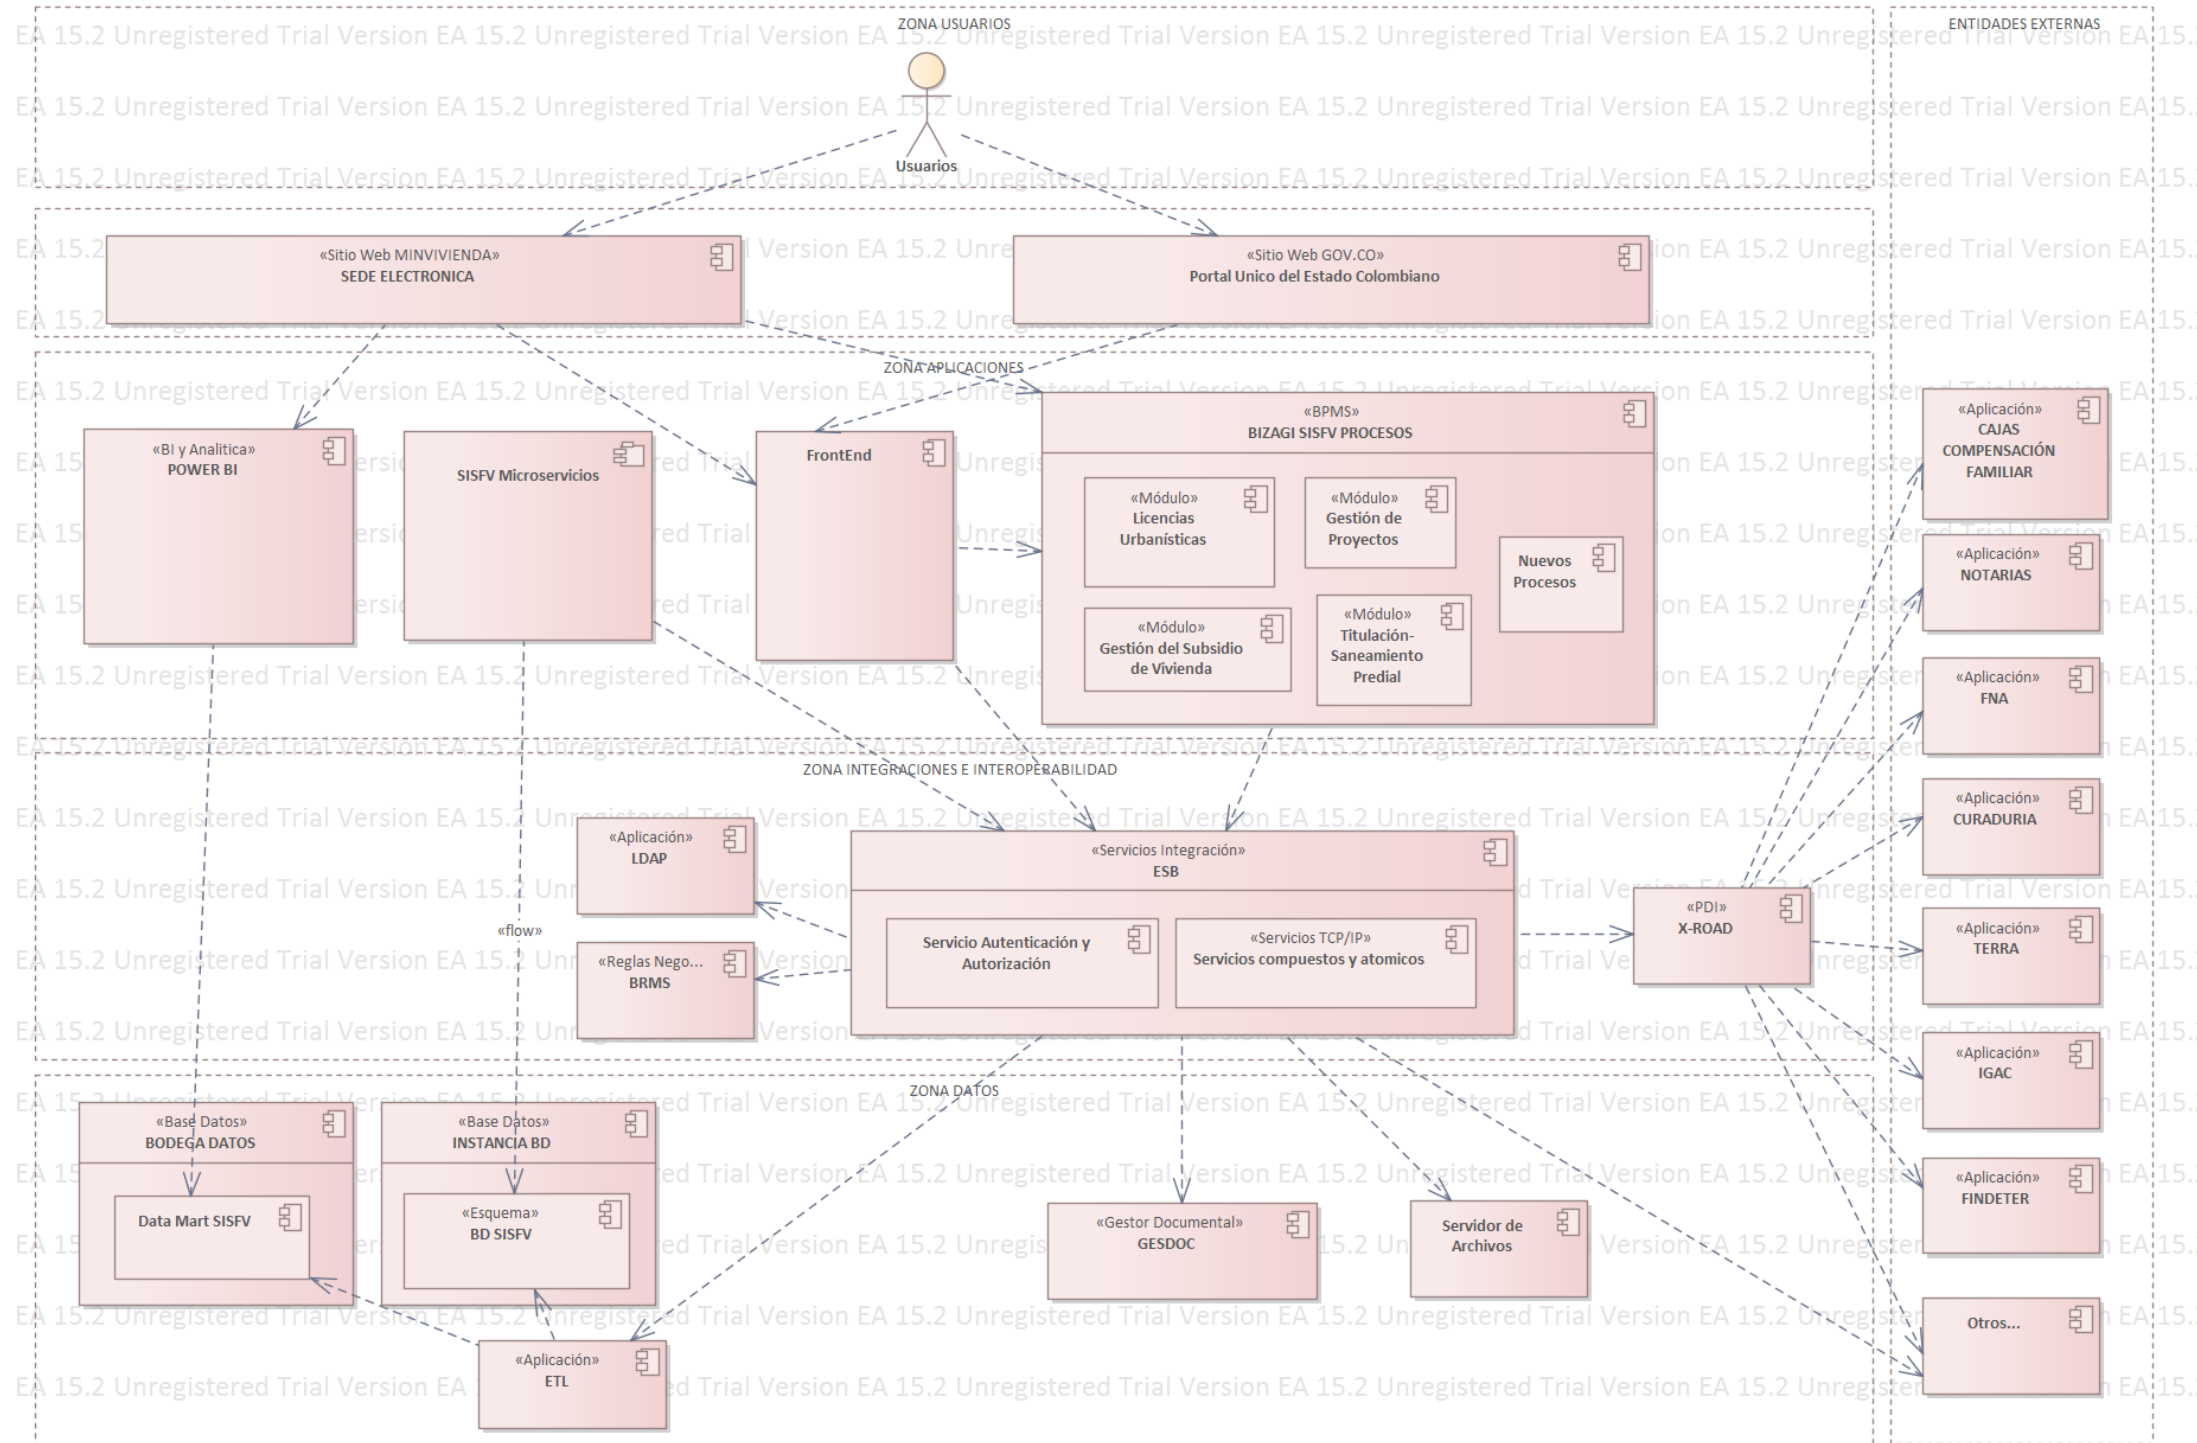 ZONA USUARIOS
ENTIDADES EXTERNAS
Usuarios
«Sitio Web MINVIVIENDA»
SEDE ELECTRONICA
«Sitio Web GOV.CO»
Portal Unico del Estado Colombiano
ZONA APLICACIONES
«BI y Analitica»
POWER BI
SISFV Microservicios
FrontEnd
«BPMS»
BIZAGI SISFV PROCESOS
«Módulo»
Licencias
Urbanísticas
«Módulo»
Gestión de
Proyectos
Nuevos
Procesos
«Módulo»
Gestión del Subsidio
de Vivienda
«Módulo»
Titulación-
Saneamiento
Predial
«Aplicación»
CAJAS
COMPENSACIÓN
FAMILIAR
«Aplicación»
NOTARIAS
«Aplicación»
FNA
«Aplicación»
CURADURIA
«Aplicación»
TERRA
«Aplicación»
IGAC
«Aplicación»
FINDETER
Otros...
ZONA INTEGRACIONES E INTEROPERABILIDAD
«Aplicación»
LDAP
«Reglas Nego...
BRMS
«flow»
«Servicios Integración»
ESB
Servicio Autenticación y
Autorización
«Servicios TCP/IP»
Servicios compuestos y atomicos
«PDI»
X-ROAD
ZONA DATOS
«Base Datos»
BODEGA DATOS
Data Mart SISFV
«Base Datos»
INSTANCIA BD
«Esquema»
BD SISFV
«Gestor Documental»
GESDOC
Servidor de
Archivos
«Aplicación»
ETL
EA 15.2 Unregistered Trial Version